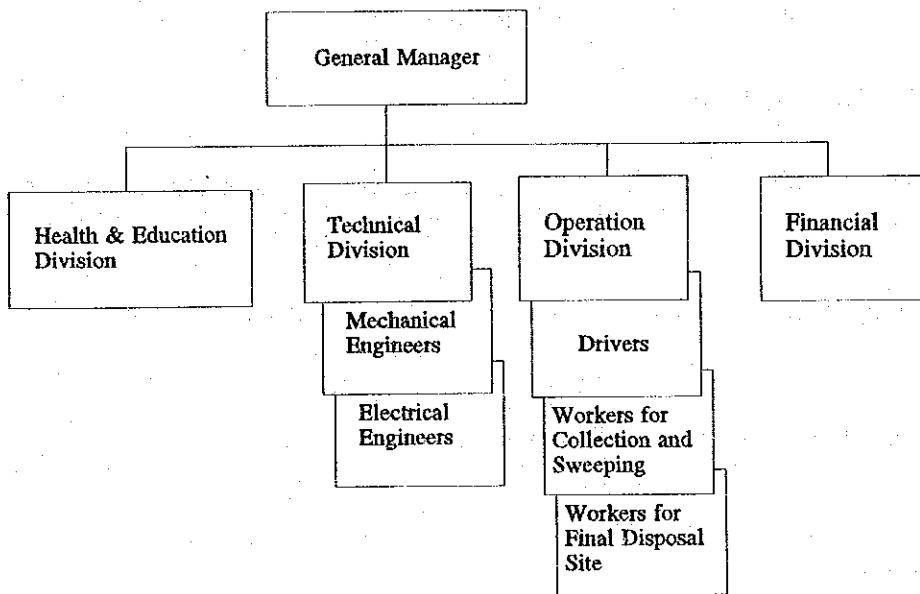 General Manager
Health & Education
Division
Technical
Division
Mechanical
Engineers
Electrical
Engineers
Operation
Division
Drivers
Workers for
Collection and
Sweeping
Workers for
Final Disposal
Site
Financial
Division